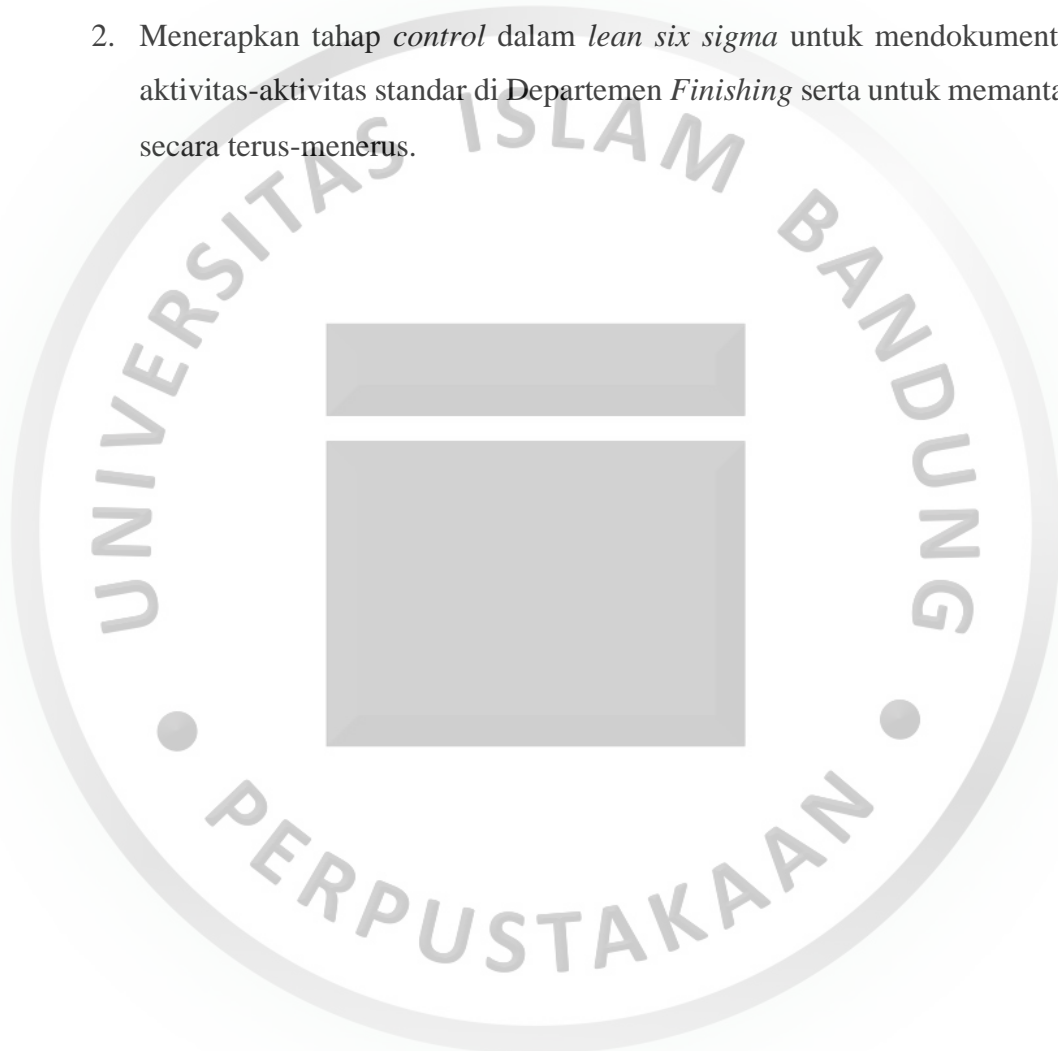 2. Menerapkan tahap control dalam lean six sigma untuk mendokument
aktivitas-aktivitas standar di Departemen Finishing serta untuk memanta
secara terus-menerus.
UNIVERSITAS ISLAM BANDUNG
• PERPUSTAKAAN •